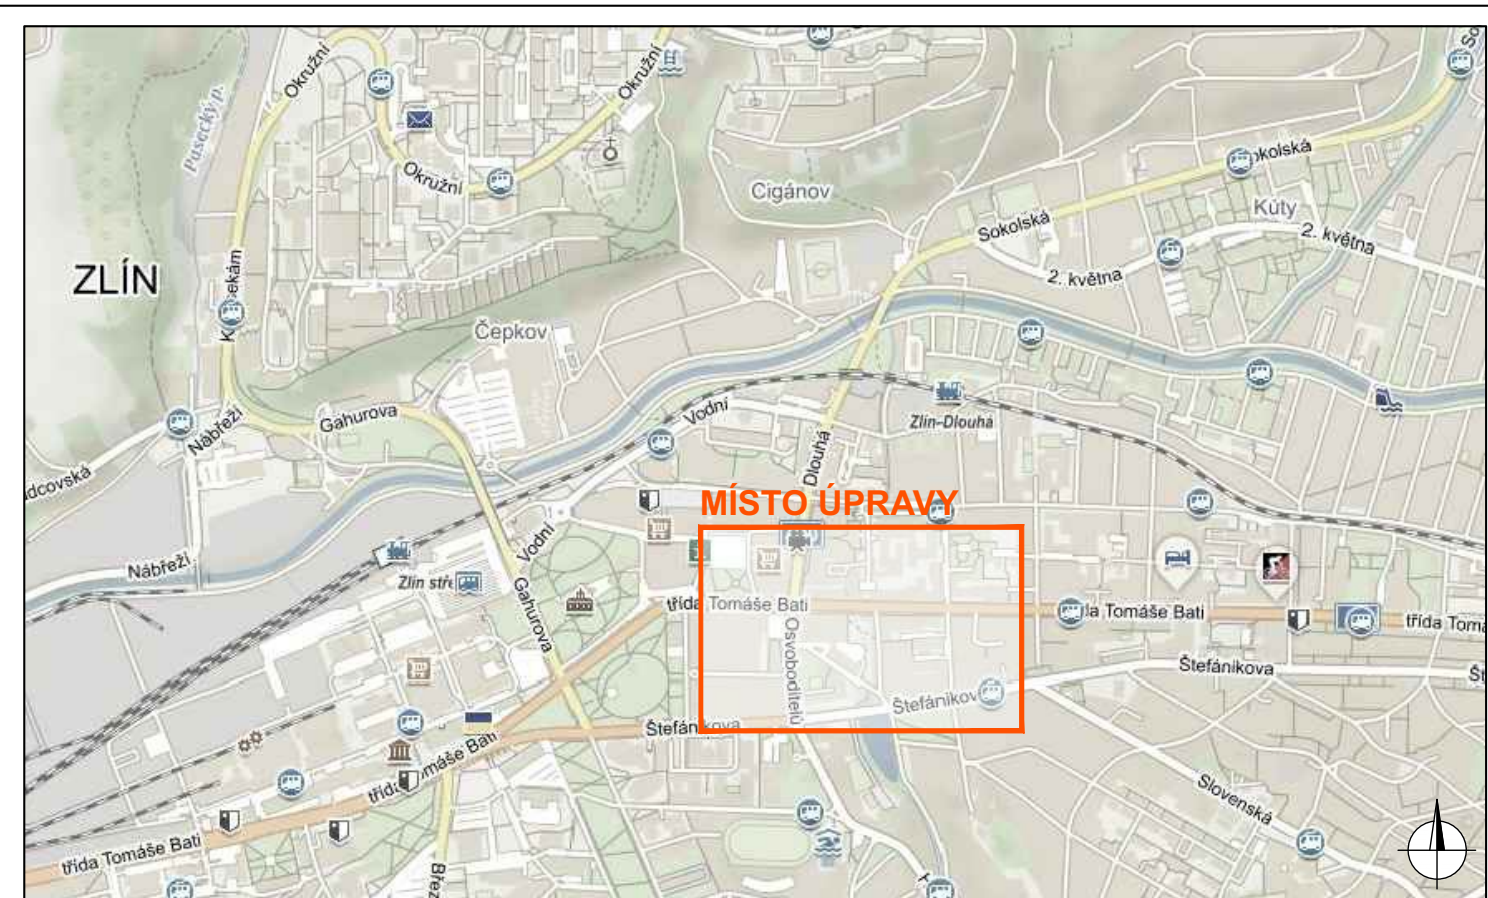 Okružní
Okružní
Pasecký p.
Okružní
Cigánov
Sokolská
Kúty
2. května
2. května
ZLÍN
Čepkov
Gahurova
Vodní
Nábřeží
Dlouhá
Zlín-Dlouhá
MÍSTO ÚPRAVY
Vodní
Nábřeží
Gahurova
třída Tomáše Bati
Tomáše Bati
třída
Osvoboditelů
Štefánikova
Štefánikova
Slovenská
třída Tomáše Bati